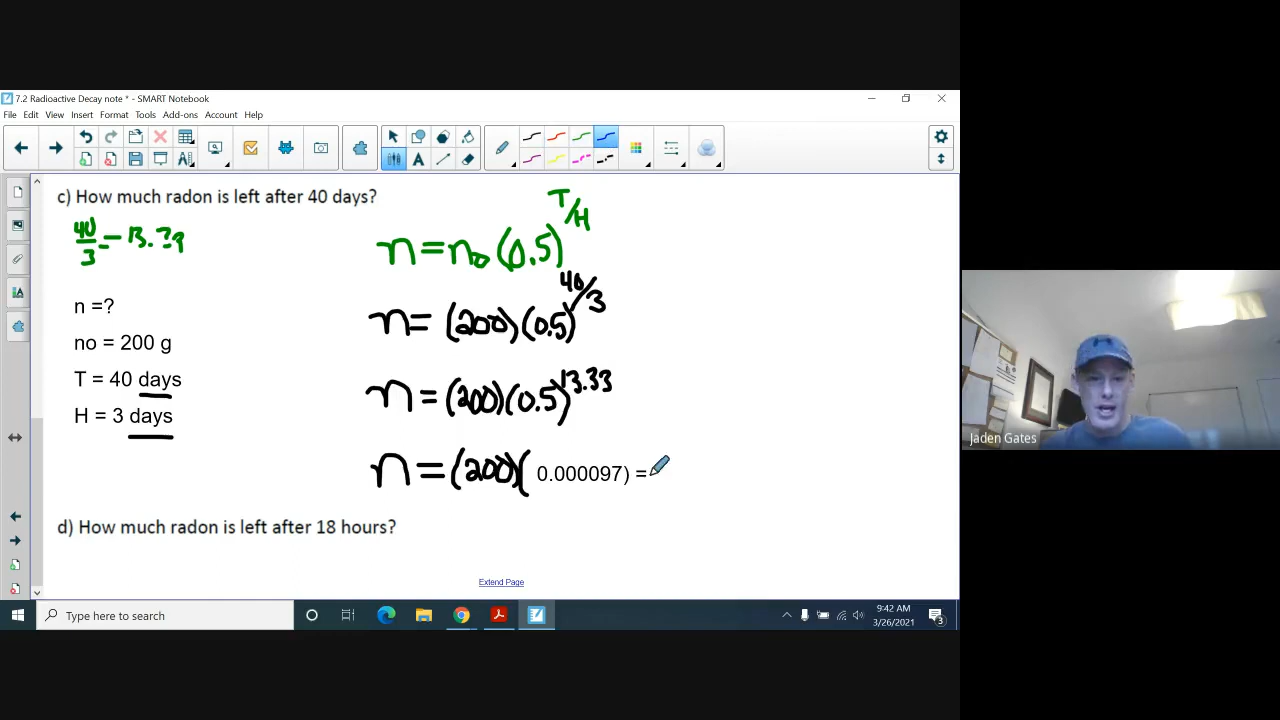 7.2 Radioactive Decay note * - SMART Notebook
File Edit View Insert Format Tools Add-ons Account Help
c) How much radon is left after 40 days?
40/3 = 13.
n = no (0.5)^T/H
n = (200)(0.5)^40/3
n =?
no = 200 g
n = (200)(0.5)^13.33
T = 40 days
H = 3 days
n = (200)( 0.000097) =
Jaden Gates
d) How much radon is left after 18 hours?
Extend Page
Type here to search
9:42 AM
3/26/2021
3